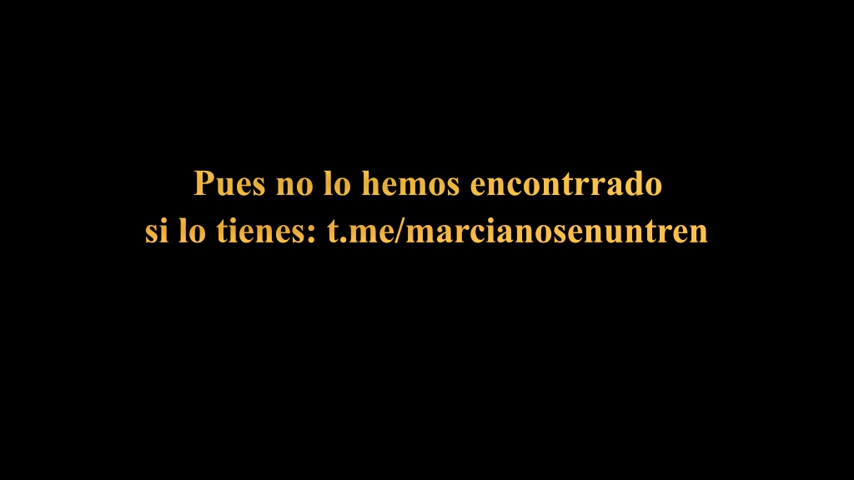 Pues no lo hemos encontrrado
si lo tienes: t.me/marcianosenuntren